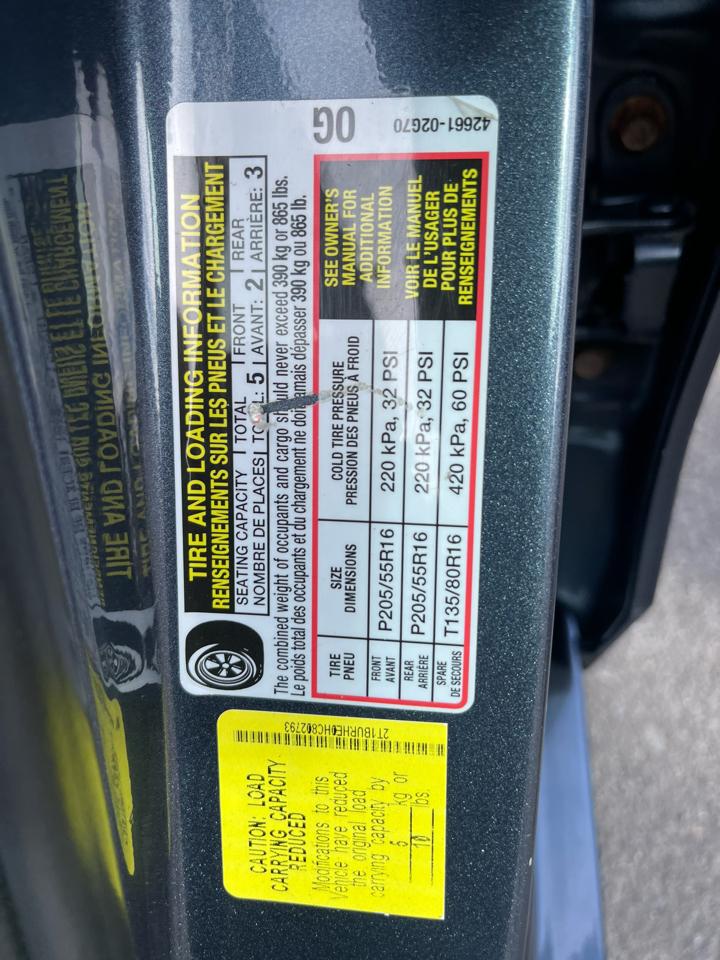 42661-02G70
0G
TIRE AND LOADING INFORMATION
RENSEIGNEMENTS SUR LES PNEUS ET LE CHARGEMENT
SEATING CAPACITY | TOTAL | FRONT | REAR
NOMBRE DE PLACES | TOTAL: 5 | AVANT: 2 | ARRIÈRE: 3
The combined weight of occupants and cargo should never exceed 390 kg or 865 lbs.
Le poids total des occupants et du chargement ne doit jamais dépasser 390 kg ou 865 lb.
TIRE SIZE COLD TIRE PRESSURE
PNEU DIMENSIONS PRESSION DES PNEUS À FROID
FRONT
AVANT P205/55R16 220 kPa, 32 PSI
REAR
ARRIÈRE P205/55R16 220 kPa, 32 PSI
SPARE
DE SECOURS T135/80R16 420 kPa, 60 PSI
SEE OWNER'S
MANUAL FOR
ADDITIONAL
INFORMATION
VOIR LE MANUEL
DE L'USAGER
POUR PLUS DE
RENSEIGNEMENTS
2T1BURHE0HC802793
CAUTION: LOAD
CARRYING CAPACITY
REDUCED
Modifications to this
Vehicle have reduced
the original load
carrying capacity by
5 kg or
10 lbs.